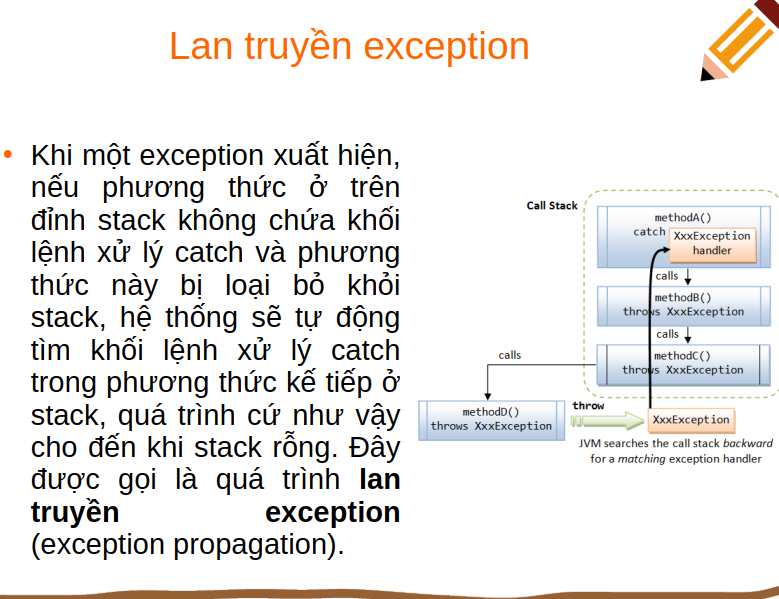 Lan truyền exception
• Khi một exception xuất hiện,
nếu phương thức ở trên
đỉnh stack không chứa khối
lệnh xử lý catch và phương
thức này bị loại bỏ khỏi
stack, hệ thống sẽ tự động
tìm khối lệnh xử lý catch
trong phương thức kế tiếp ở
stack, quá trình cứ như vậy
cho đến khi stack rỗng. Đây
được gọi là quá trình lan
truyền exception
(exception propagation).
Call Stack
methodA()
catch
XxxException
handler
calls
methodB()
throws XxxException
calls
methodC()
throws XxxException
calls
methodD()
throws XxxException
throw
XxxException
JVM searches the call stack backward
for a matching exception handler